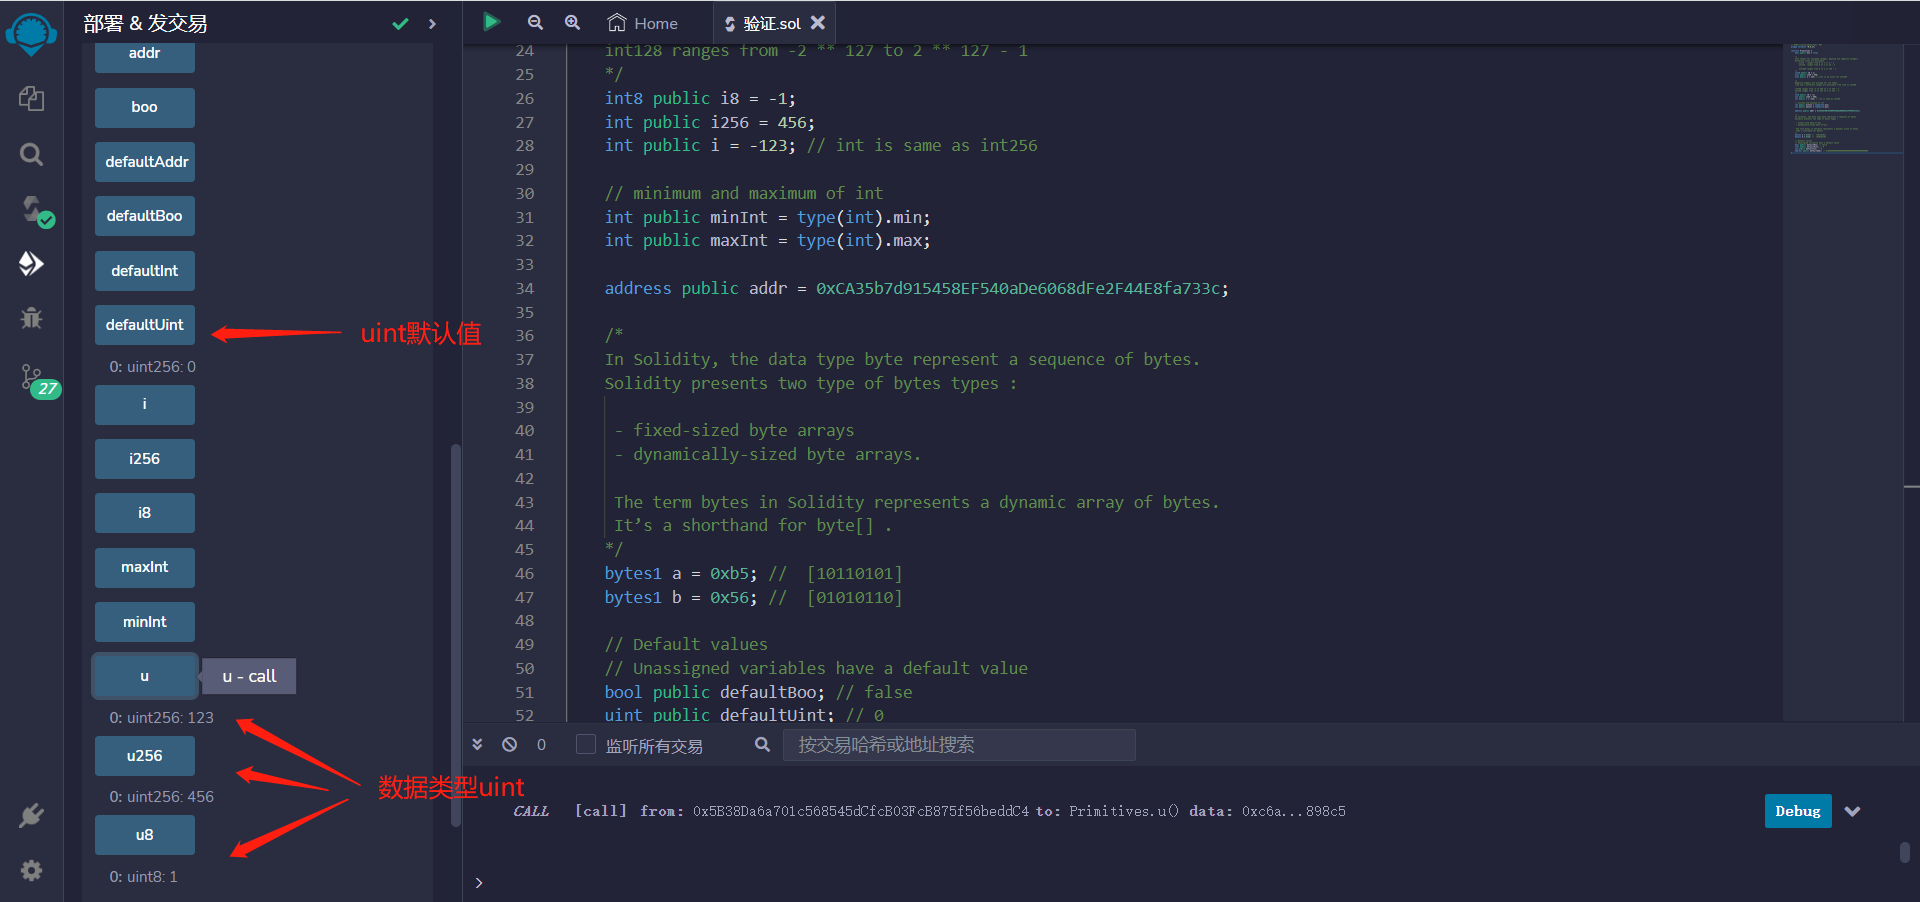 部署 & 发交易
addr
boo
defaultAddr
defaultBoo
defaultInt
defaultUint
uint默认值
0: uint256: 0
i
i256
i8
maxInt
minInt
u
u - call
0: uint256: 123
u256
0: uint256: 456
数据类型uint
u8
0: uint8: 1
27
Home
验证.sol
24 int128 ranges from -2 ** 127 to 2 ** 127 - 1
25 */
26 int8 public i8 = -1;
27 int public i256 = 456;
28 int public i = -123; // int is same as int256
29
30 // minimum and maximum of int
31 int public minInt = type(int).min;
32 int public maxInt = type(int).max;
33
34 address public addr = 0xCA35b7d915458EF540aDe6068dFe2F44E8fa733c;
35
36 /*
37 In Solidity, the data type byte represent a sequence of bytes.
38 Solidity presents two type of bytes types :
39
40 - fixed-sized byte arrays
41 - dynamically-sized byte arrays.
42
43 The term bytes in Solidity represents a dynamic array of bytes.
44 It’s a shorthand for byte[] .
45 */
46 bytes1 a = 0xb5; //  [10110101]
47 bytes1 b = 0x56; //  [01010110]
48
49 // Default values
50 // Unassigned variables have a default value
51 bool public defaultBoo; // false
52 uint public defaultUint; // 0
0 监听所有交易 按交易哈希或地址搜索
CALL [call] from: 0x5B38Da6a701c568545dCfcB03FcB875f56beddC4 to: Primitives.u() data: 0xc6a...898c5
Debug
>